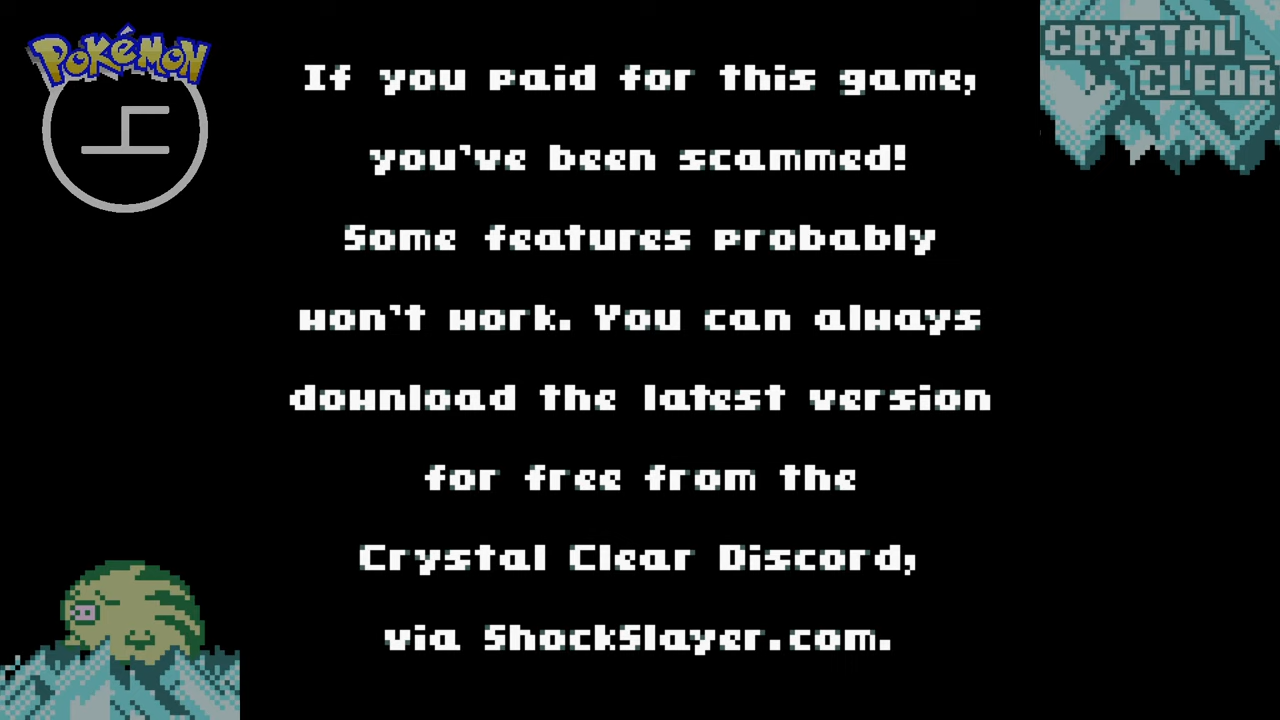 POKéMON
CRYSTAL
CLEAR
If you paid for this game,
you've been scammed!
Some features probably
won't work. You can always
download the latest version
for free from the
Crystal Clear Discord,
via ShockSlayer.com.